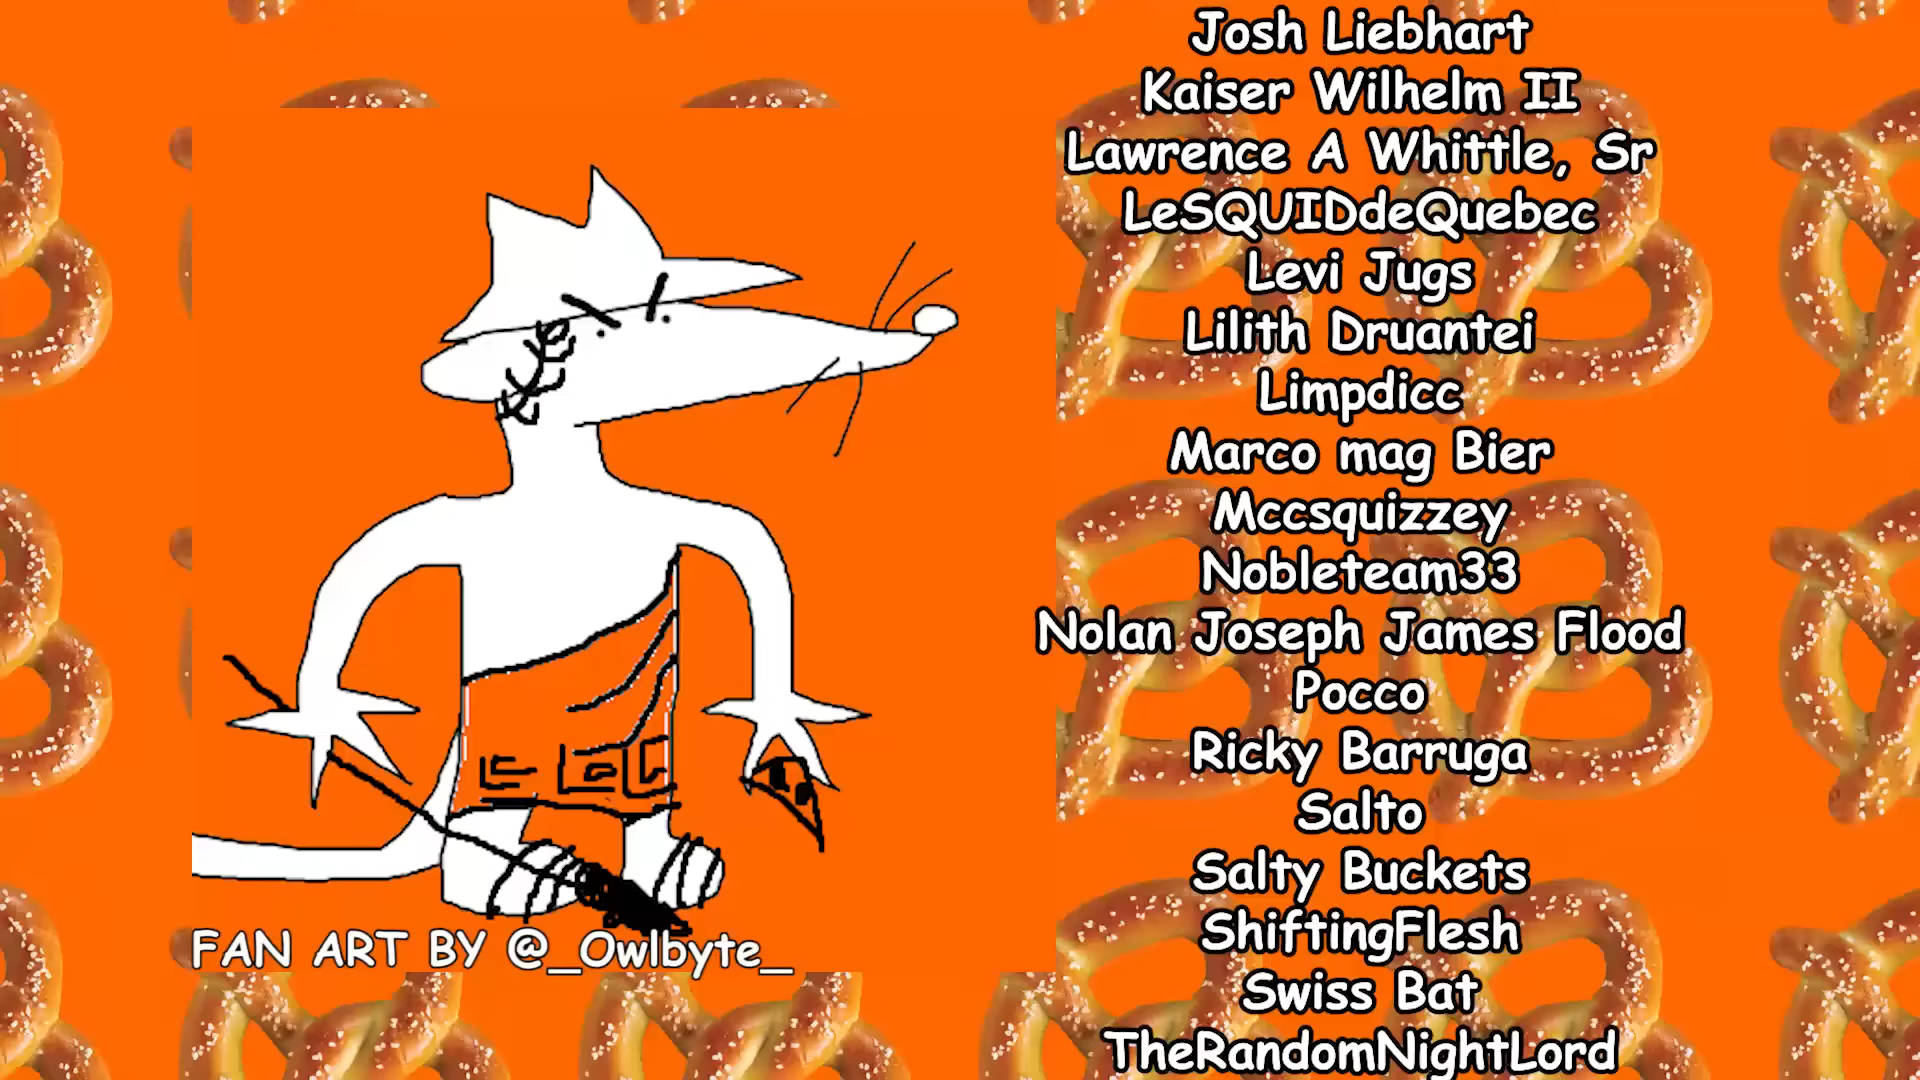 Josh Liebhart
Kaiser Wilhelm II
Lawrence A Whittle, Sr
LeSQUIDdeQuebec
Levi Jugs
Lilith Druantei
Limpdicc
Marco mag Bier
Mccsquizzey
Nobleteam33
Nolan Joseph James Flood
Pocco
Ricky Barruga
Salto
Salty Buckets
ShiftingFlesh
Swiss Bat
TheRandomNightLord
FAN ART BY @_Owlbyte_